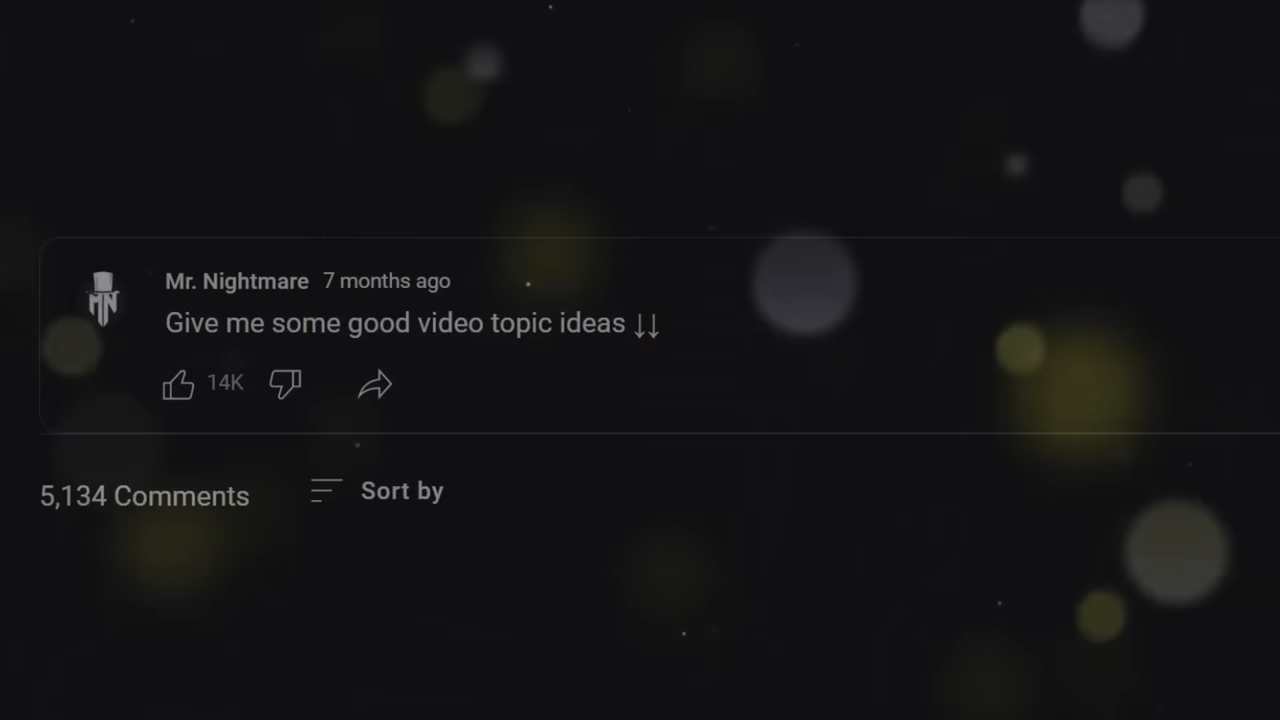 Mr. Nightmare 7 months ago
Give me some good video topic ideas ↓↓
14K
5,134 Comments
Sort by